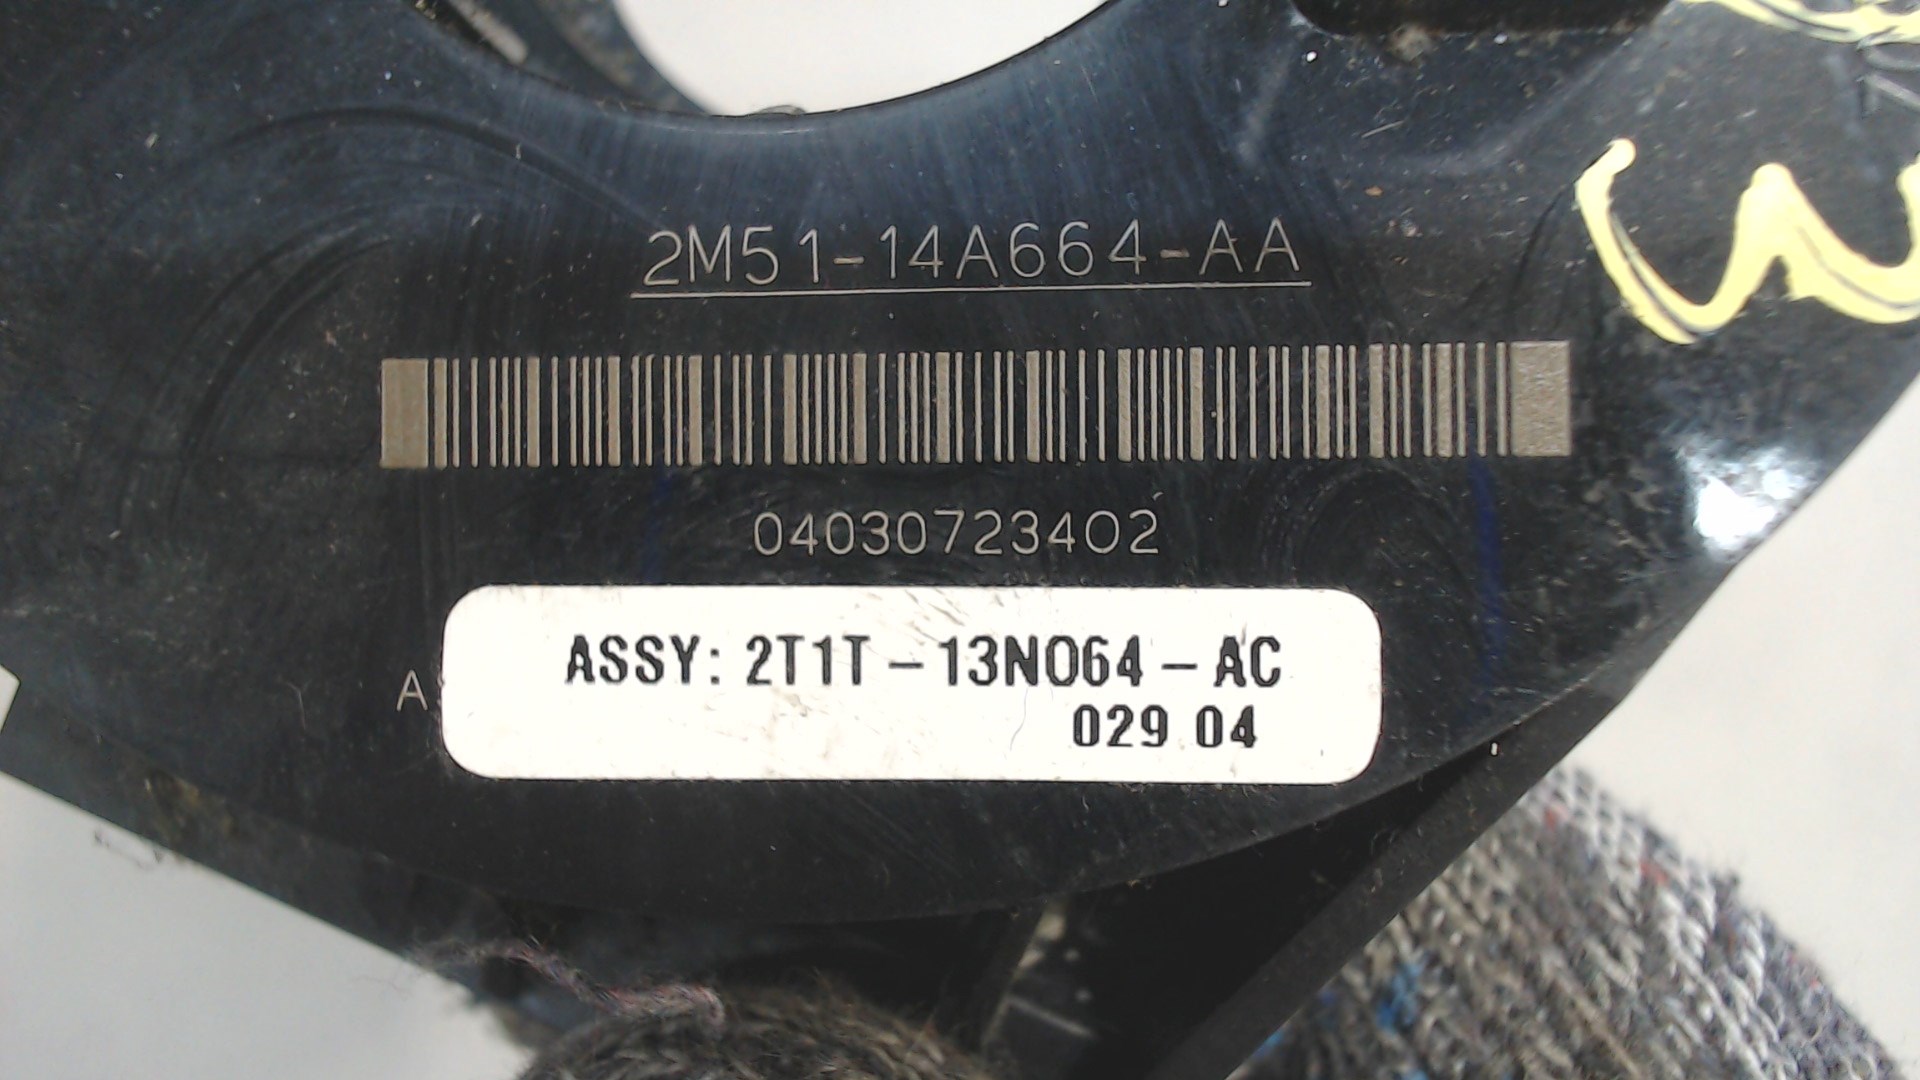 2M51-14A664-AA
04030723402
A
ASSY: 2T1T - 13N064 - AC
029 04